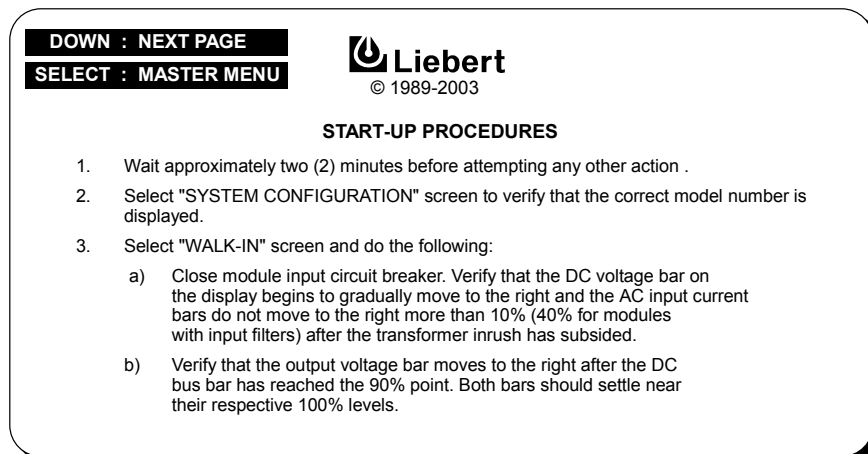 DOWN : NEXT PAGE
SELECT : MASTER MENU
Liebert
© 1989-2003
START-UP PROCEDURES
1. Wait approximately two (2) minutes before attempting any other action .
2. Select "SYSTEM CONFIGURATION" screen to verify that the correct model number is
displayed.
3. Select "WALK-IN" screen and do the following:
a) Close module input circuit breaker. Verify that the DC voltage bar on
the display begins to gradually move to the right and the AC input current
bars do not move to the right more than 10% (40% for modules
with input filters) after the transformer inrush has subsided.
b) Verify that the output voltage bar moves to the right after the DC
bus bar has reached the 90% point. Both bars should settle near
their respective 100% levels.